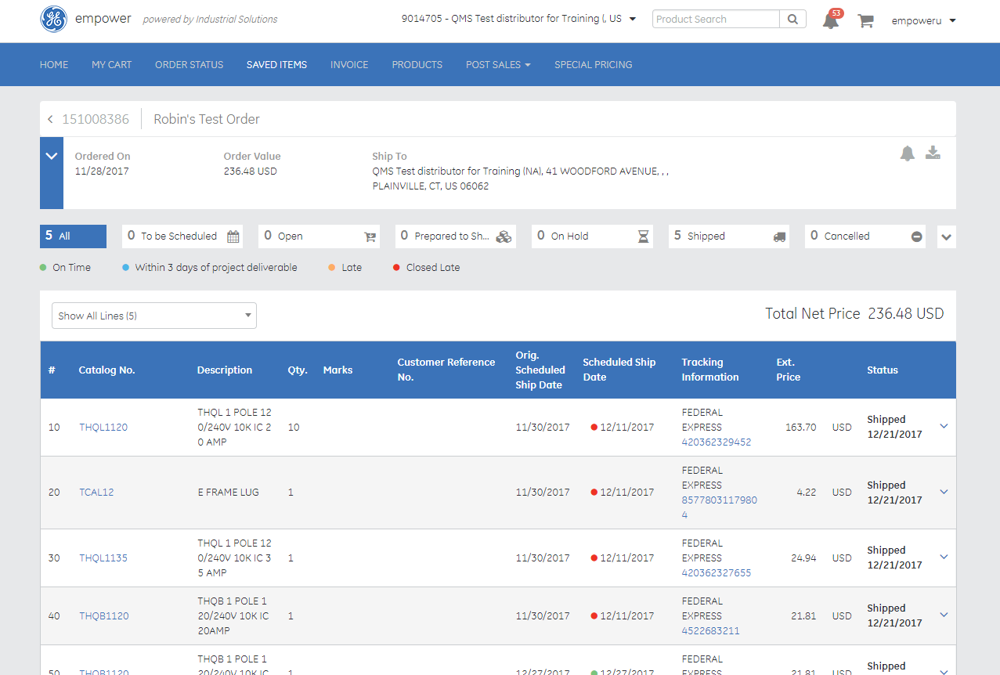 empower powered by Industrial Solutions
9014705 - QMS Test distributor for Training (, US
Product Search
53
empoweru
HOME MY CART ORDER STATUS SAVED ITEMS INVOICE PRODUCTS POST SALES SPECIAL PRICING
151008386 Robin's Test Order
Ordered On Order Value Ship To
11/28/2017 236.48 USD QMS Test distributor for Training (NA), 41 WOODFORD AVENUE, , ,
PLAINVILLE, CT, US 06062
5 All 0 To be Scheduled 0 Open 0 Prepared to Sh... 0 On Hold 5 Shipped 0 Cancelled
On Time Within 3 days of project deliverable Late Closed Late
Show All Lines (5) Total Net Price 236.48 USD
# Catalog No. Description Qty. Marks Customer Reference No. Orig. Scheduled Ship Date Scheduled Ship Date Tracking Information Ext. Price Status
10 THQL1120 THQL 1 POLE 12 0/240V 10K IC 2 0 AMP 10 11/30/2017 12/11/2017 FEDERAL EXPRESS 420362329452 163.70 USD Shipped 12/21/2017
20 TCAL12 E FRAME LUG 1 11/30/2017 12/11/2017 FEDERAL EXPRESS 8577803117980 4 4.22 USD Shipped 12/21/2017
30 THQL1135 THQL 1 POLE 12 0/240V 10K IC 3 5 AMP 1 11/30/2017 12/11/2017 FEDERAL EXPRESS 420362327655 24.94 USD Shipped 12/21/2017
40 THQB1120 THQB 1 POLE 1 20/240V 10K IC 20AMP 1 11/30/2017 12/11/2017 FEDERAL EXPRESS 4522683211 21.81 USD Shipped 12/21/2017
50 THQB1120 THQB 1 POLE 1 20/240V 10K IC 1 12/27/2017 12/27/2017 FEDERAL EXPRESS 21.81 USD Shipped